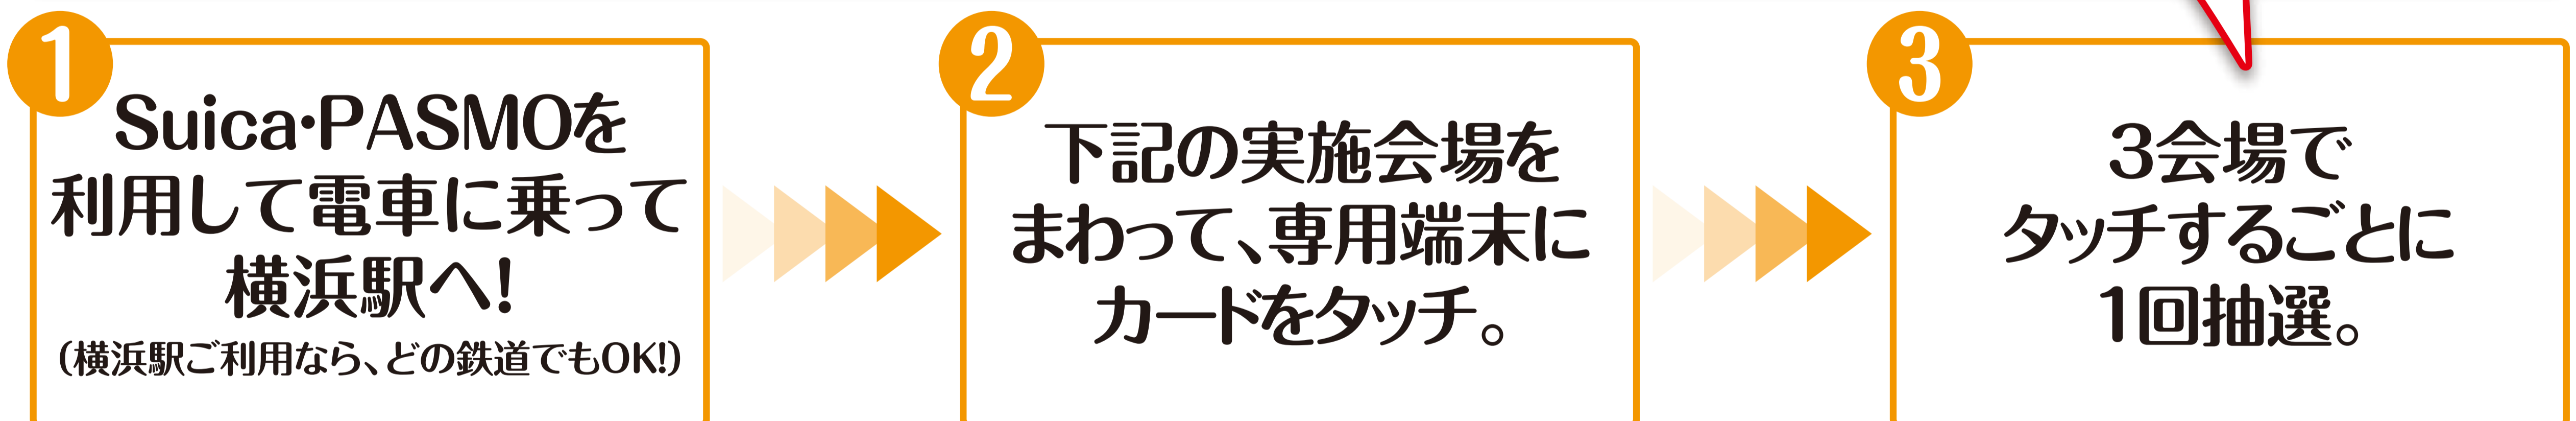 1
Suica・PASMOを
利用して電車に乗って
横浜駅へ!
(横浜駅ご利用なら、どの鉄道でもOK!)
2
下記の実施会場を
まわって、専用端末に
カードをタッチ。
3
3会場で
タッチするごとに
1回抽選。